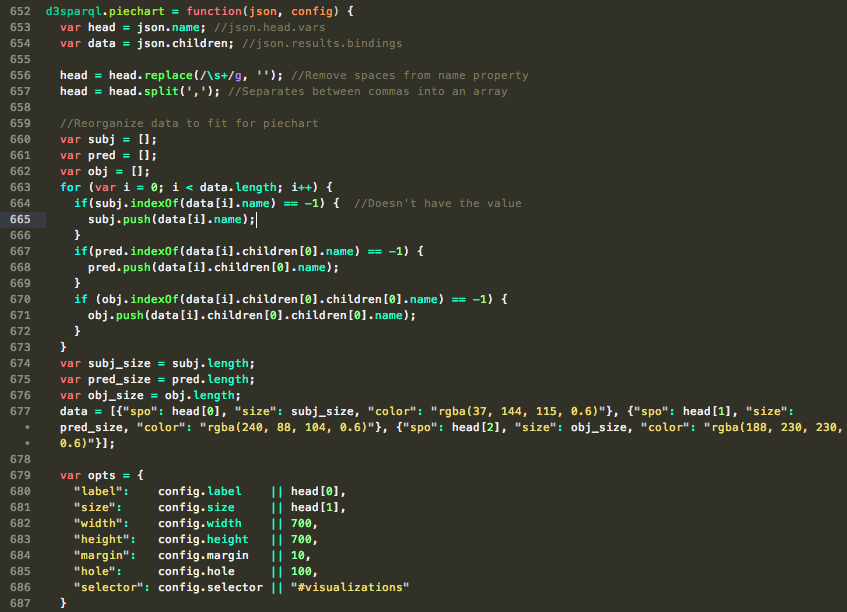 652 d3sparql.piechart = function(json, config) {
653   var head = json.name; //json.head.vars
654   var data = json.children; //json.results.bindings
655
656   head = head.replace(/\s+/g, ''); //Remove spaces from name property
657   head = head.split(','); //Separates between commas into an array
658
659   //Reorganize data to fit for piechart
660   var subj = [];
661   var pred = [];
662   var obj = [];
663   for (var i = 0; i < data.length; i++) {
664     if(subj.indexOf(data[i].name) == -1) {  //Doesn't have the value
665       subj.push(data[i].name);
666     }
667     if(pred.indexOf(data[i].children[0].name) == -1) {
668       pred.push(data[i].children[0].name);
669     }
670     if (obj.indexOf(data[i].children[0].children[0].name) == -1) {
671       obj.push(data[i].children[0].children[0].name);
672     }
673   }
674   var subj_size = subj.length;
675   var pred_size = pred.length;
676   var obj_size = obj.length;
677   data = [{"spo": head[0], "size": subj_size, "color": "rgba(37, 144, 115, 0.6)"}, {"spo": head[1], "size":
•   pred_size, "color": "rgba(240, 88, 104, 0.6)"}, {"spo": head[2], "size": obj_size, "color": "rgba(188, 230, 230,
•   0.6)"}];
678
679   var opts = {
680     "label":    config.label    || head[0],
681     "size":     config.size     || head[1],
682     "width":    config.width    || 700,
683     "height":   config.height   || 700,
684     "margin":   config.margin   || 10,
685     "hole":     config.hole     || 100,
686     "selector": config.selector || "#visualizations"
687   }